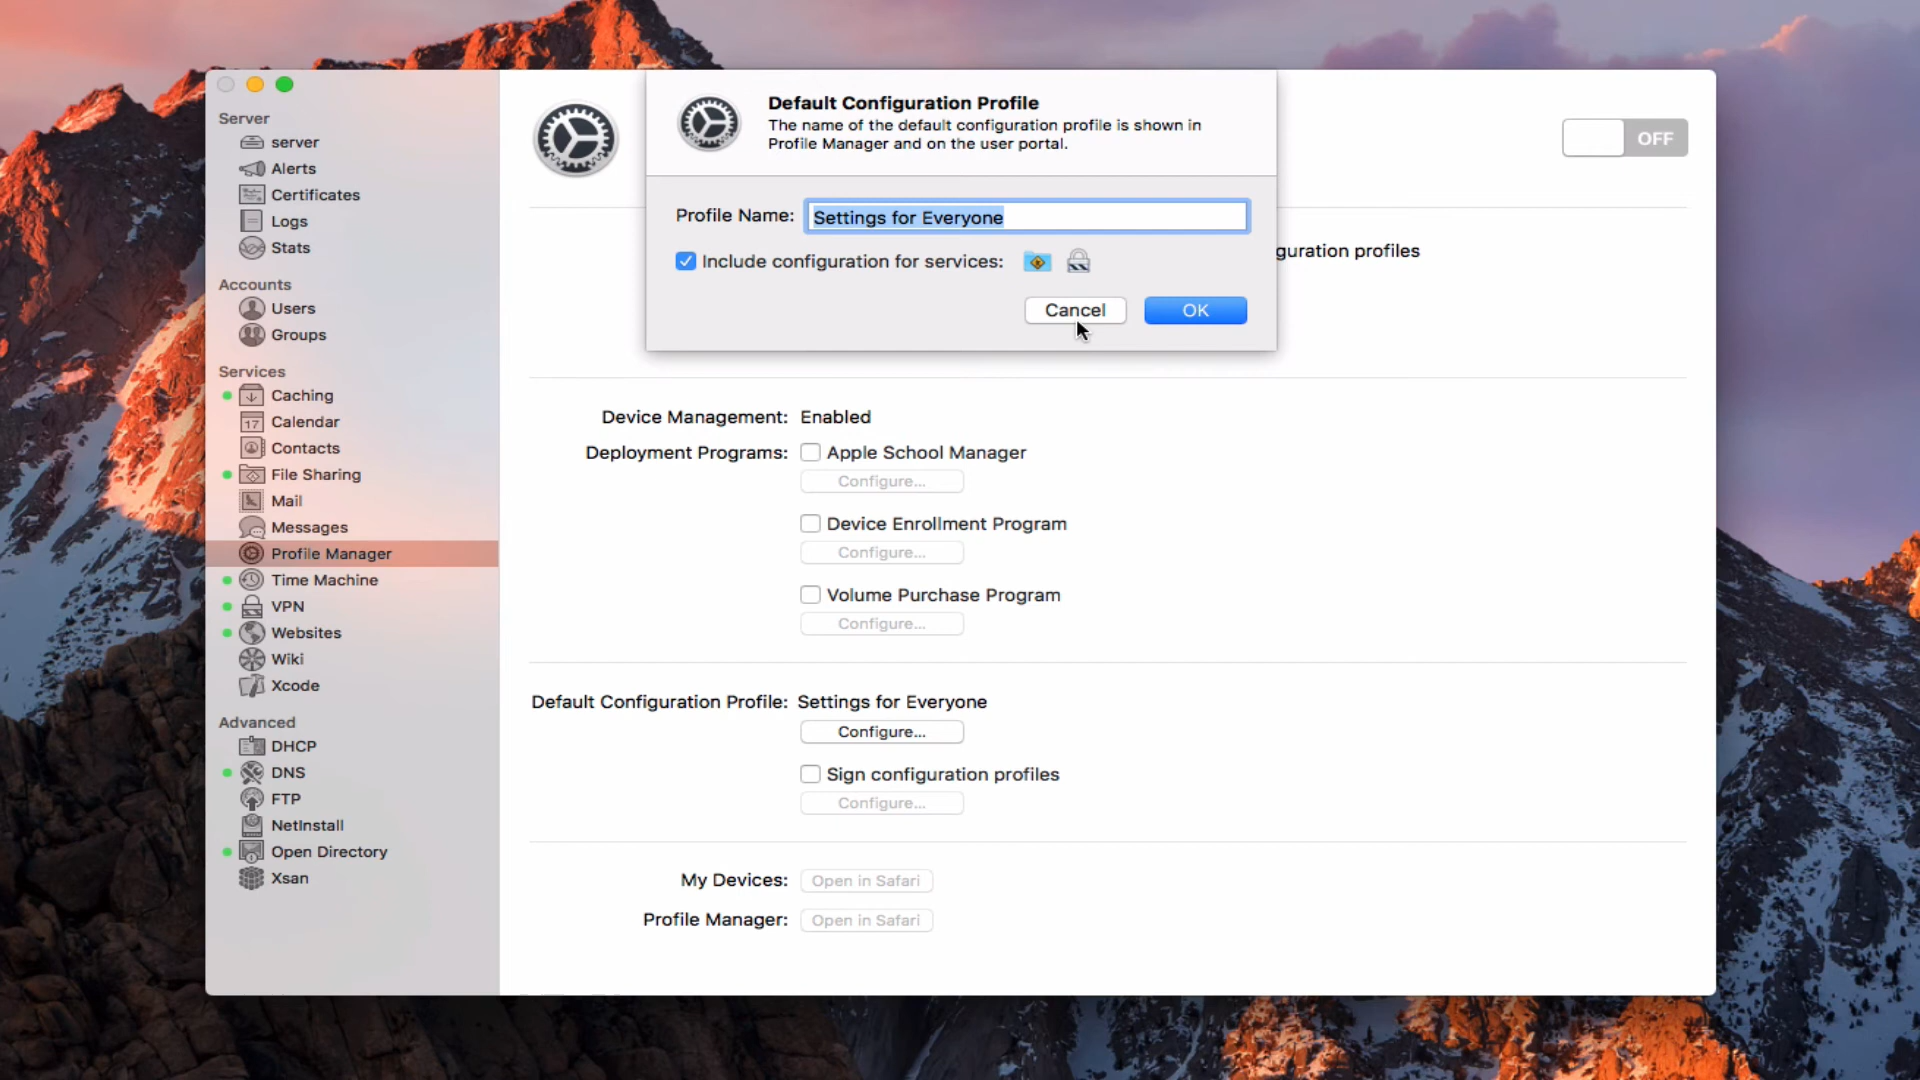 Server
server
Alerts
Certificates
Logs
Stats
Accounts
Users
Groups
Services
Caching
Calendar
Contacts
File Sharing
Mail
Messages
Profile Manager
Time Machine
VPN
Websites
Wiki
Xcode
Advanced
DHCP
DNS
FTP
NetInstall
Open Directory
Xsan
Default Configuration Profile
The name of the default configuration profile is shown in
Profile Manager and on the user portal.
Profile Name: Settings for Everyone
Include configuration for services:
Cancel OK
OFF
guration profiles
Device Management: Enabled
Deployment Programs: Apple School Manager
Configure...
Device Enrollment Program
Configure...
Volume Purchase Program
Configure...
Default Configuration Profile: Settings for Everyone
Configure...
Sign configuration profiles
Configure...
My Devices: Open in Safari
Profile Manager: Open in Safari